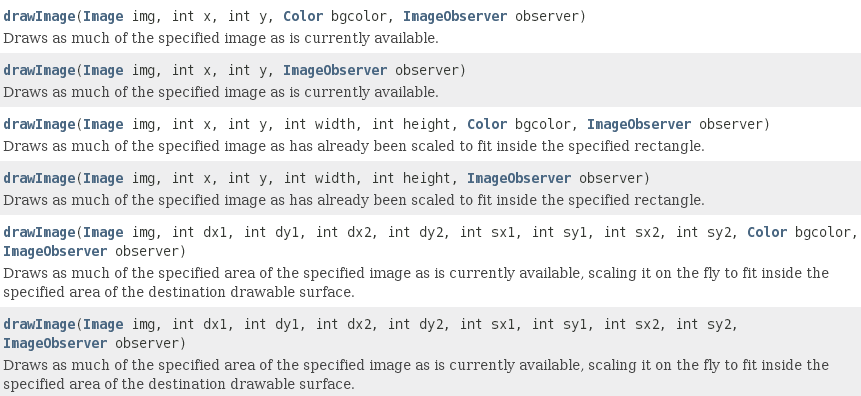 drawImage(Image img, int x, int y, Color bgcolor, ImageObserver observer)
Draws as much of the specified image as is currently available.
drawImage(Image img, int x, int y, ImageObserver observer)
Draws as much of the specified image as is currently available.
drawImage(Image img, int x, int y, int width, int height, Color bgcolor, ImageObserver observer)
Draws as much of the specified image as has already been scaled to fit inside the specified rectangle.
drawImage(Image img, int x, int y, int width, int height, ImageObserver observer)
Draws as much of the specified image as has already been scaled to fit inside the specified rectangle.
drawImage(Image img, int dx1, int dy1, int dx2, int dy2, int sx1, int sy1, int sx2, int sy2, Color bgcolor,
ImageObserver observer)
Draws as much of the specified area of the specified image as is currently available, scaling it on the fly to fit inside the
specified area of the destination drawable surface.
drawImage(Image img, int dx1, int dy1, int dx2, int dy2, int sx1, int sy1, int sx2, int sy2,
ImageObserver observer)
Draws as much of the specified area of the specified image as is currently available, scaling it on the fly to fit inside the
specified area of the destination drawable surface.